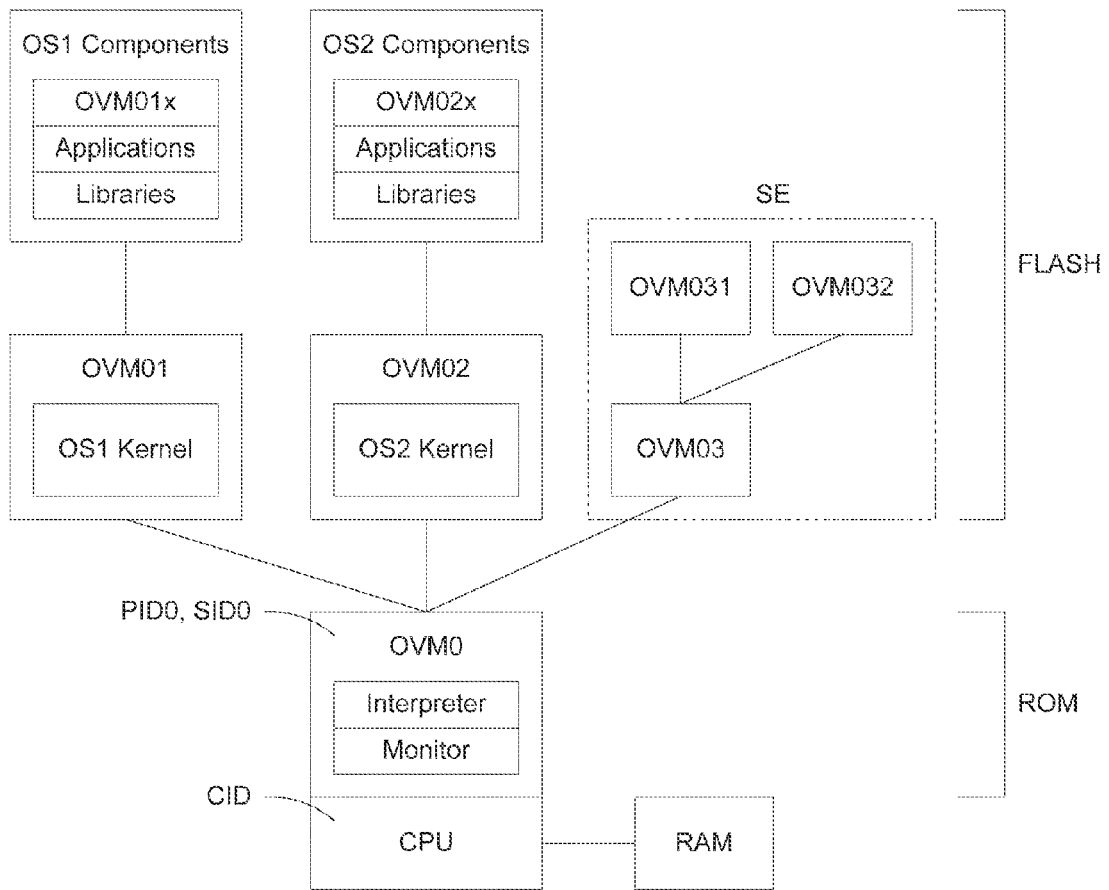 OS1 Components
OVM01x
Applications
Libraries
OS2 Components
OVM02x
Applications
Libraries
SE
OVM031
OVM032
FLASH
OVM01
OS1 Kernel
OVM02
OS2 Kernel
OVM03
PID0, SID0
OVM0
Interpreter
Monitor
ROM
CID
CPU
RAM